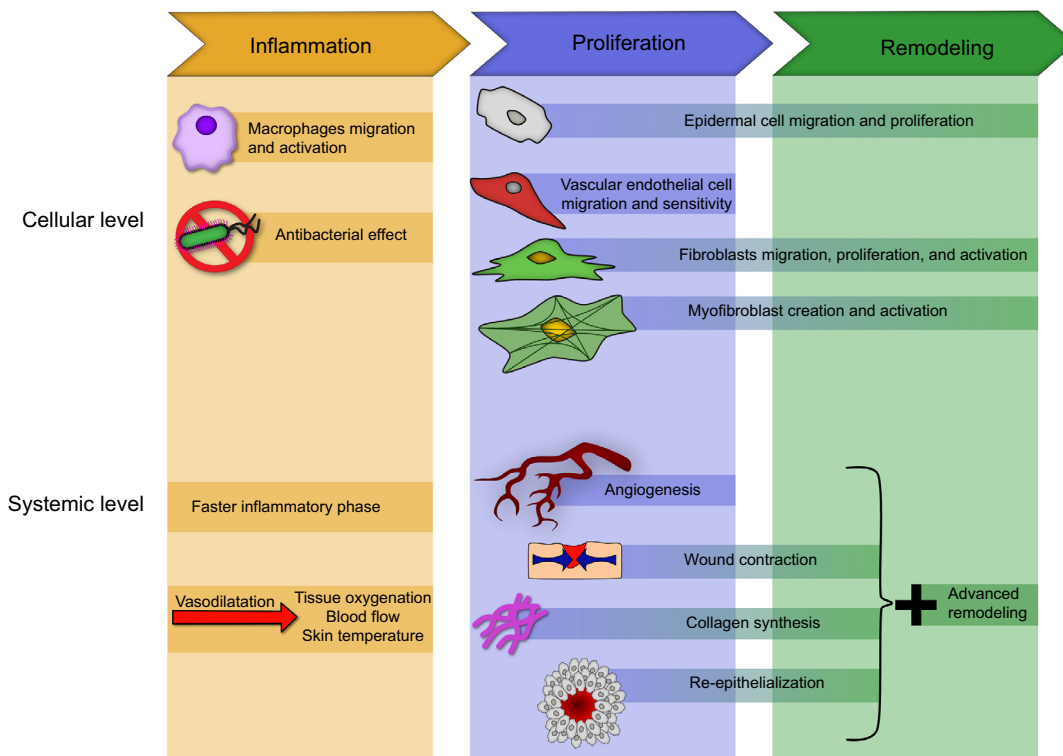 Inflammation
Proliferation
Remodeling
Cellular level
Macrophages migration
and activation
Antibacterial effect
Epidermal cell migration and proliferation
Vascular endothelial cell
migration and sensitivity
Fibroblasts migration, proliferation, and activation
Myofibroblast creation and activation
Systemic level
Faster inflammatory phase
Vasodilatation
Tissue oxygenation
Blood flow
Skin temperature
Angiogenesis
Wound contraction
Collagen synthesis
Re-epithelialization
Advanced
remodeling